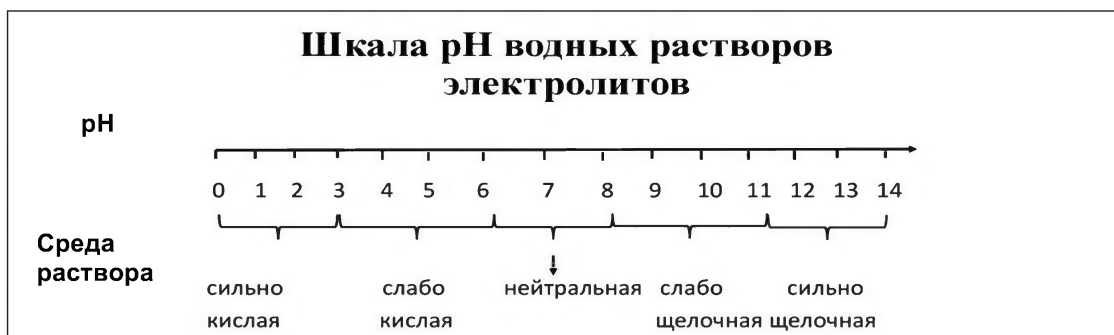 Шкала pH водных растворов
электролитов
pH
0 1 2 3 4 5 6 7 8 9 10 11 12 13 14
Среда
раствора
сильно слабо нейтральная слабо сильно
кислая кислая щелочная щелочная